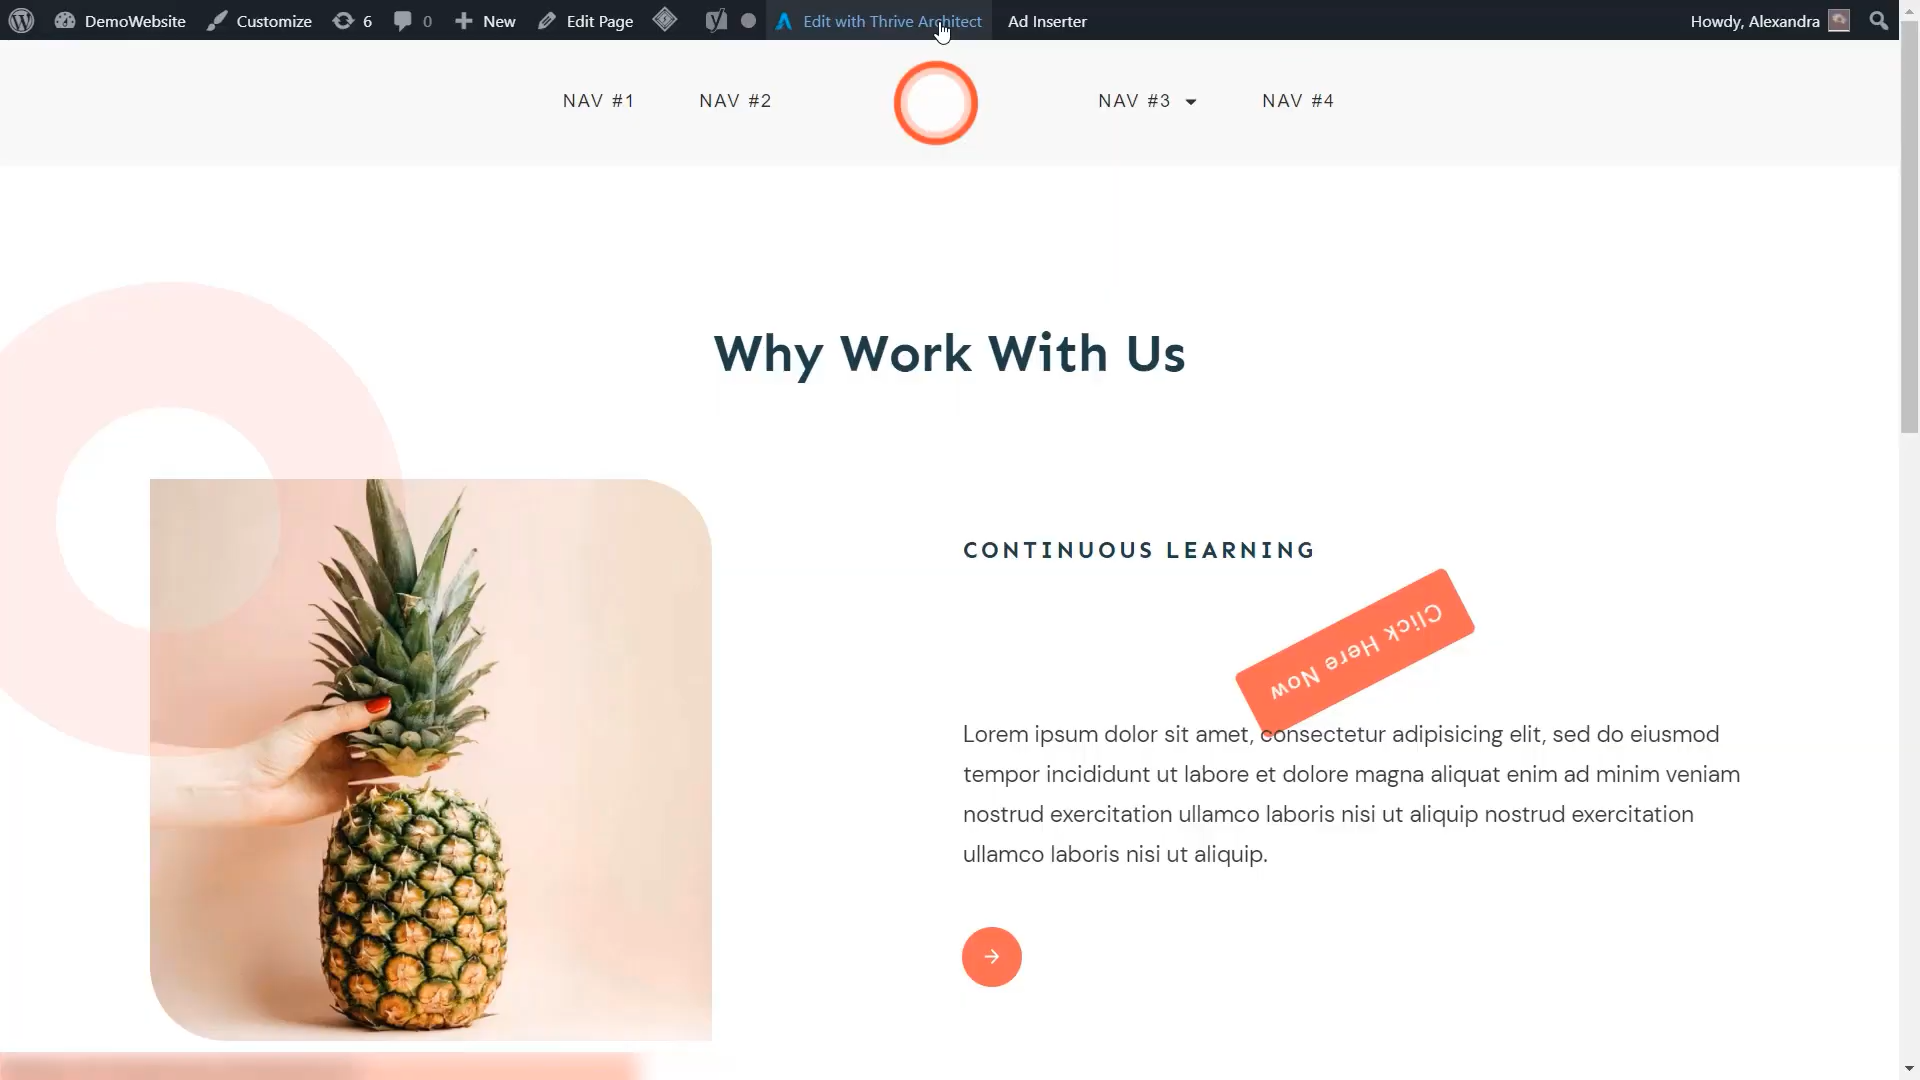 DemoWebsite Customize 6 0 New Edit Page Edit with Thrive Architect Ad Inserter Howdy, Alexandra
NAV #1 NAV #2 NAV #3 NAV #4
Why Work With Us
CONTINUOUS LEARNING
Click Here Now
Lorem ipsum dolor sit amet, consectetur adipisicing elit, sed do eiusmod
tempor incididunt ut labore et dolore magna aliquat enim ad minim veniam
nostrud exercitation ullamco laboris nisi ut aliquip nostrud exercitation
ullamco laboris nisi ut aliquip.